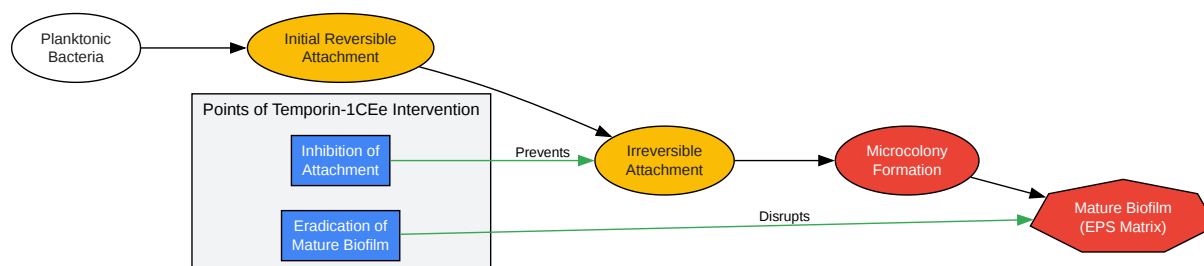 Planktonic
Bacteria
Initial Reversible
Attachment
Points of Temporin-1CEe Intervention
Inhibition of
Attachment
Prevents
Irreversible
Attachment
Microcolony
Formation
Eradication of
Mature Biofilm
Disrupts
Mature Biofilm
(EPS Matrix)